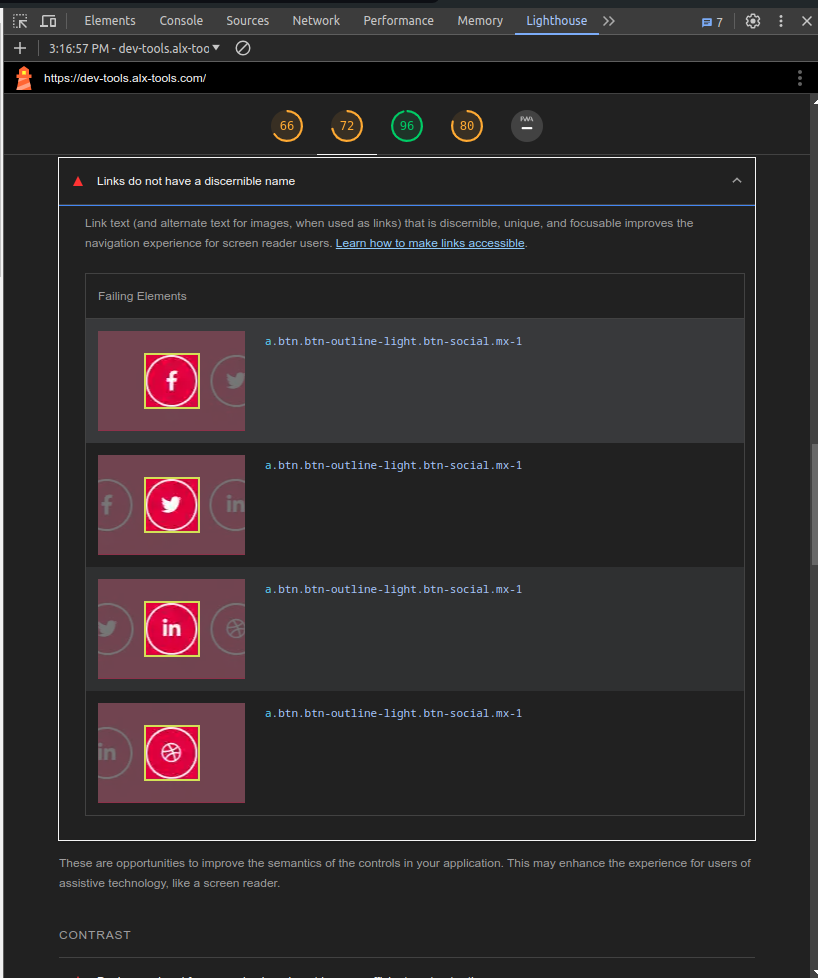 Elements Console Sources Network Performance Memory Lighthouse 7
3:16:57 PM - dev-tools.alx-too
https://dev-tools.alx-tools.com/
66 72 96 80 PWA
Links do not have a discernible name
Link text (and alternate text for images, when used as links) that is discernible, unique, and focusable improves the
navigation experience for screen reader users. Learn how to make links accessible.
Failing Elements
a.btn.btn-outline-light.btn-social.mx-1
a.btn.btn-outline-light.btn-social.mx-1
in
a.btn.btn-outline-light.btn-social.mx-1
in
a.btn.btn-outline-light.btn-social.mx-1
in
These are opportunities to improve the semantics of the controls in your application. This may enhance the experience for users of
assistive technology, like a screen reader.
CONTRAST